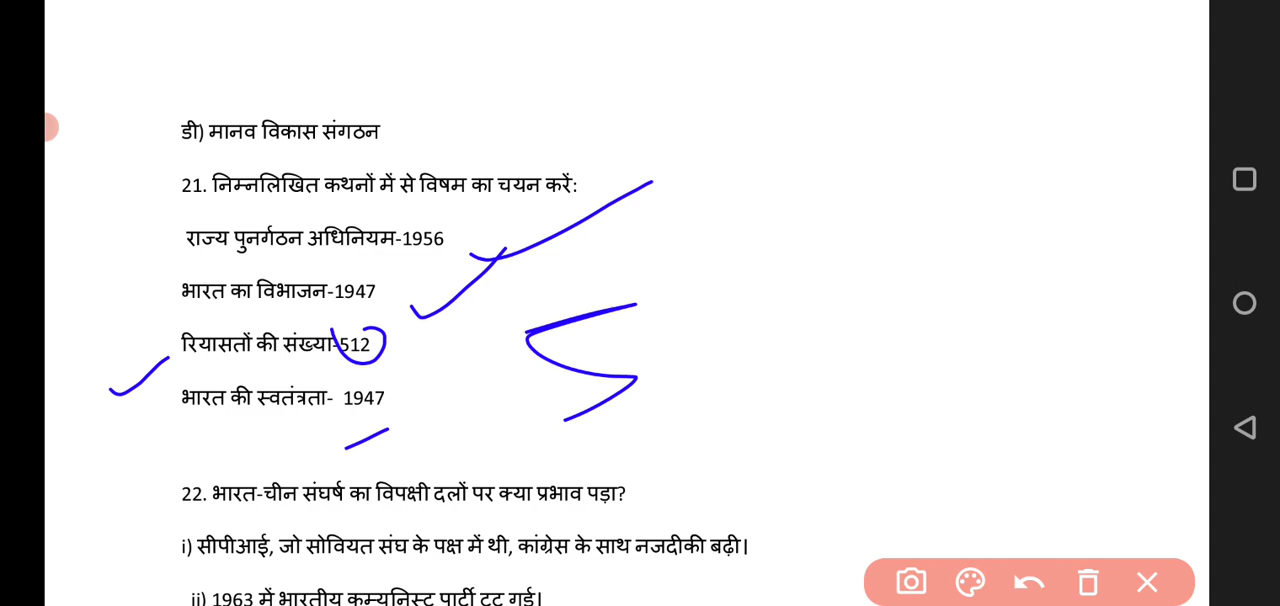 डी) मानव विकास संगठन
21. निम्नलिखित कथनों में से विषम का चयन करें:
राज्य पुनर्गठन अधिनियम-1956
भारत का विभाजन-1947
रियासतों की संख्या-512
भारत की स्वतंत्रता- 1947
22. भारत-चीन संघर्ष का विपक्षी दलों पर क्या प्रभाव पड़ा?
i) सीपीआई, जो सोवियत संघ के पक्ष में थी, कांग्रेस के साथ नजदीकी बढ़ी।
ii) 1963 में भारतीय कम्युनिस्ट पार्टी टूट गई।